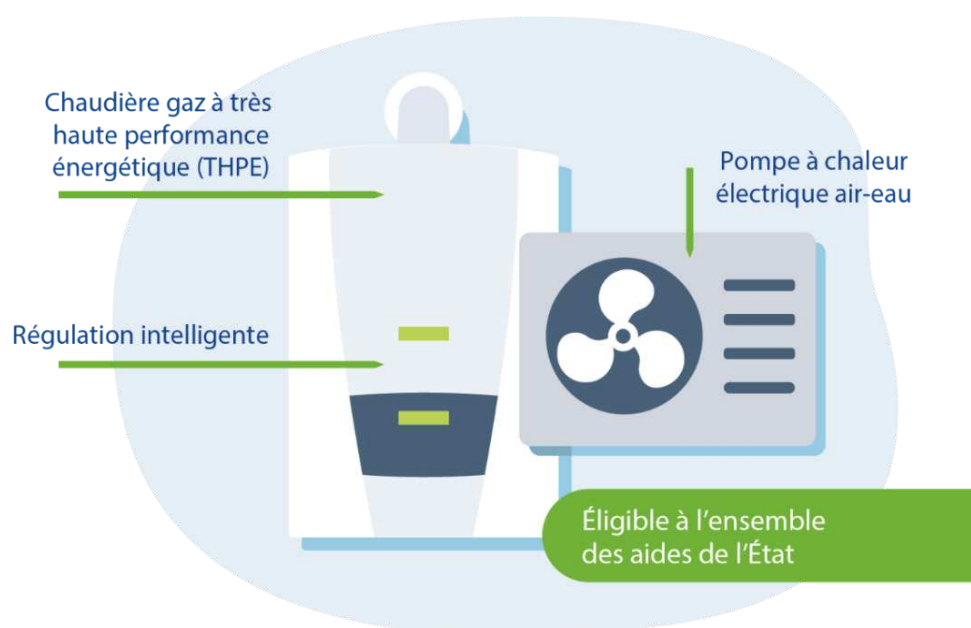 Chaudière gaz à très
haute performance
énergétique (THPE)
Pompe à chaleur
électrique air-eau
Régulation intelligente
Éligible à l'ensemble
des aides de l'État